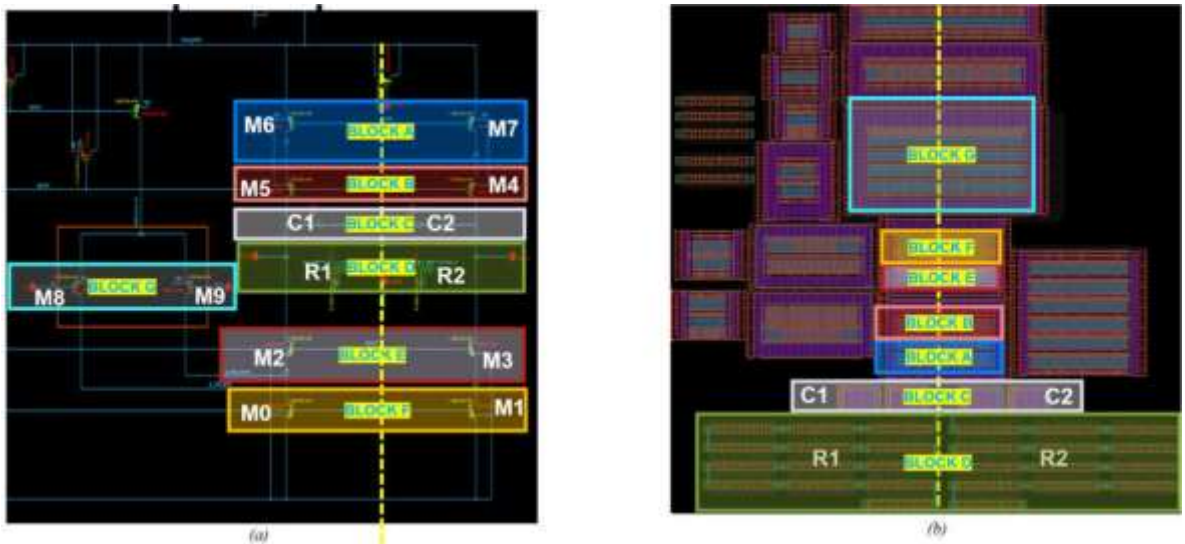 M6 BLOCK A M7
M5 BLOCK B M4
C1 BLOCK C C2
R1 BLOCK D R2
M8 BLOCK G M9
M2 BLOCK E M3
M0 BLOCK F M1
(a)
BLOCK G
BLOCK F
BLOCK E
BLOCK B
BLOCK A
C1 BLOCK C C2
R1 BLOCK D R2
(b)